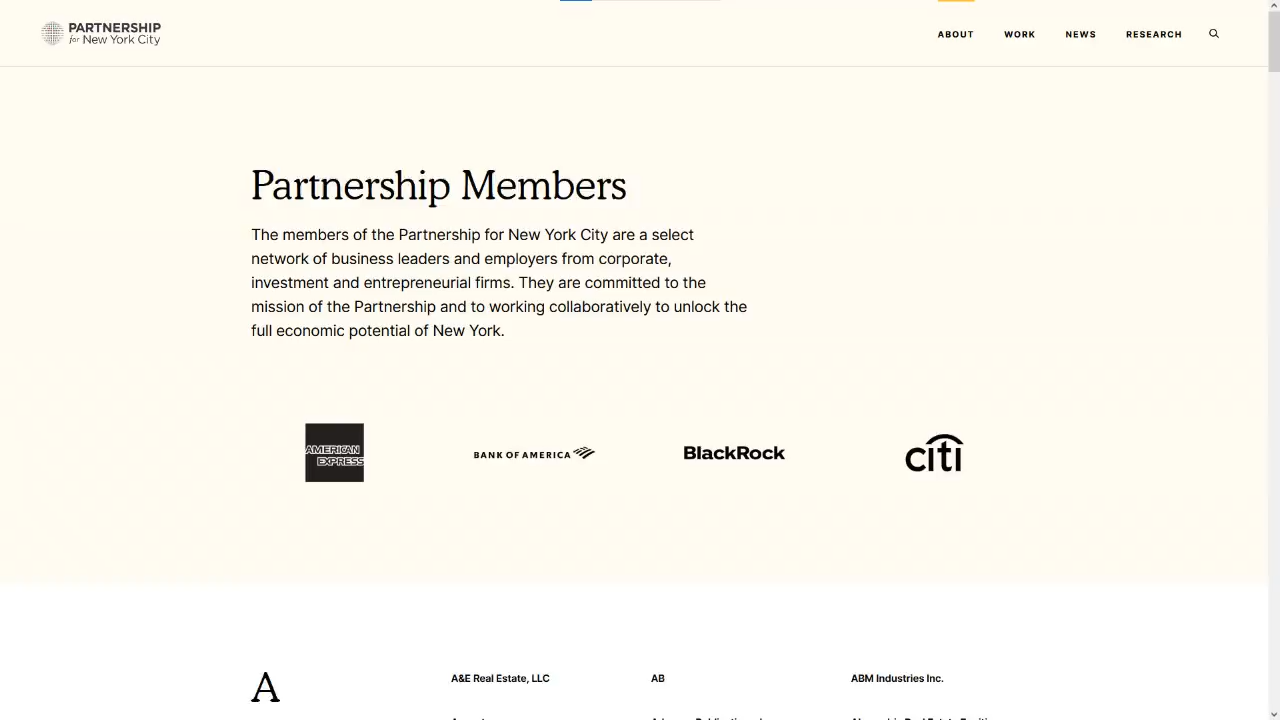 PARTNERSHIP
for New York City
ABOUT
WORK
NEWS
RESEARCH
Partnership Members
The members of the Partnership for New York City are a select
network of business leaders and employers from corporate,
investment and entrepreneurial firms. They are committed to the
mission of the Partnership and to working collaboratively to unlock the
full economic potential of New York.
AMERICAN
EXPRESS
BANK OF AMERICA
BlackRock
citi
A
A&E Real Estate, LLC
AB
ABM Industries Inc.